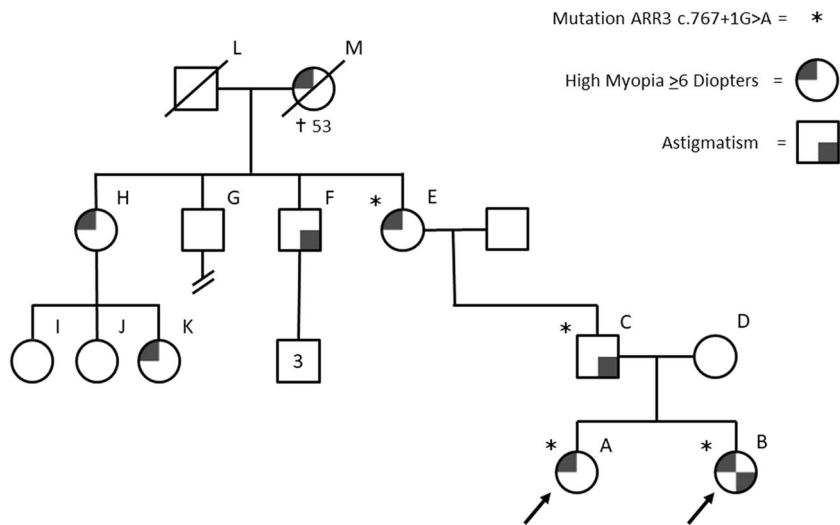 Mutation ARR3 c.767+1G>A = *
L M
High Myopia ≥6 Diopters =
† 53
Astigmatism =
H G F * E
* C D
I J K
3
* A * B